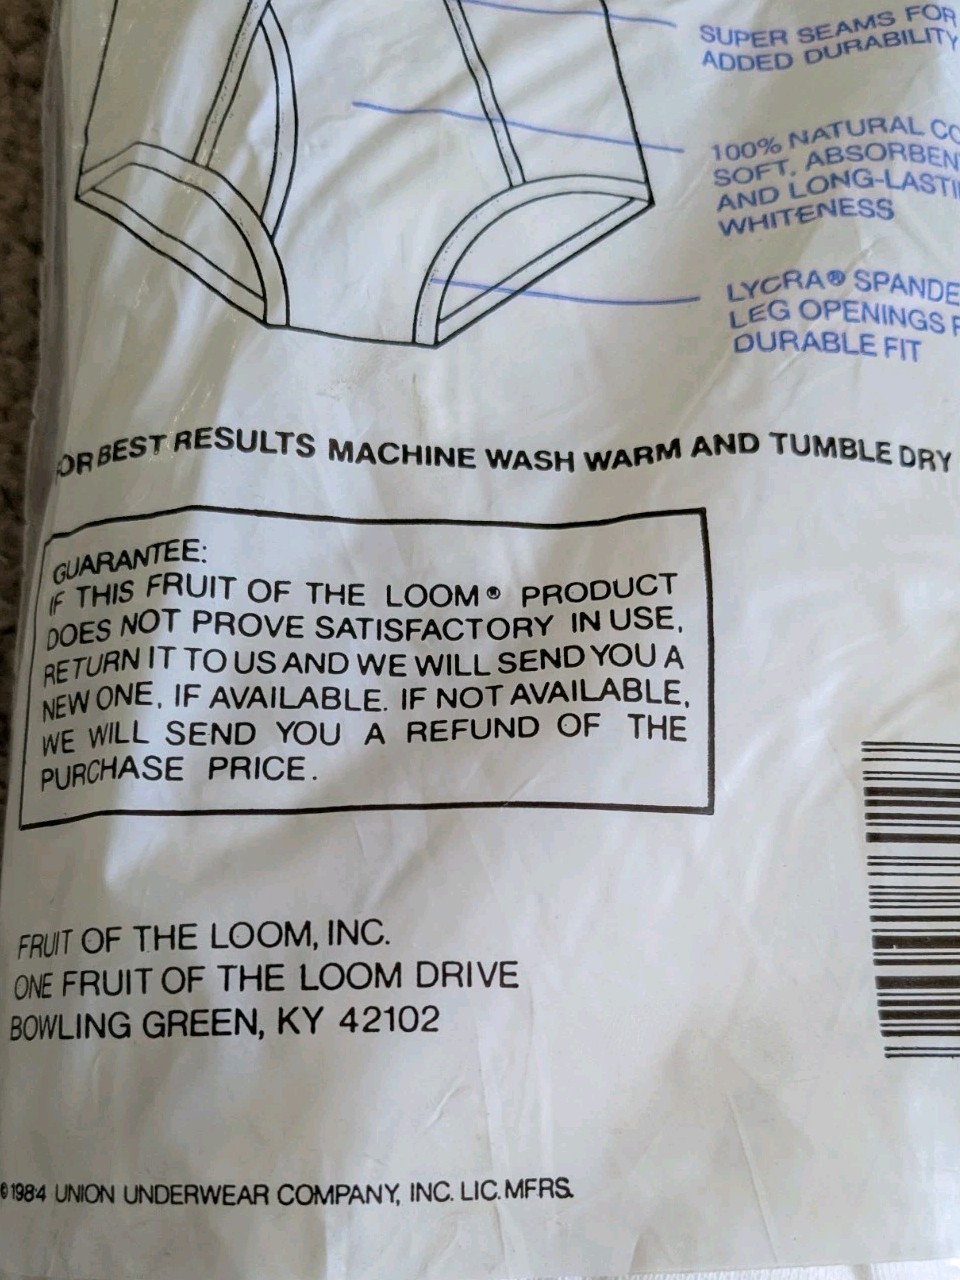 SUPER SEAMS FOR
ADDED DURABILITY
100% NATURAL CO
SOFT, ABSORBEN
AND LONG-LASTI
WHITENESS
LYCRA® SPANDE
LEG OPENINGS F
DURABLE FIT
OR BEST RESULTS MACHINE WASH WARM AND TUMBLE DRY
GUARANTEE:
IF THIS FRUIT OF THE LOOM® PRODUCT
DOES NOT PROVE SATISFACTORY IN USE,
RETURN IT TO US AND WE WILL SEND YOU A
NEW ONE, IF AVAILABLE. IF NOT AVAILABLE,
WE WILL SEND YOU A REFUND OF THE
PURCHASE PRICE.
FRUIT OF THE LOOM, INC.
ONE FRUIT OF THE LOOM DRIVE
BOWLING GREEN, KY 42102
©1984 UNION UNDERWEAR COMPANY, INC. LIC. MFRS.